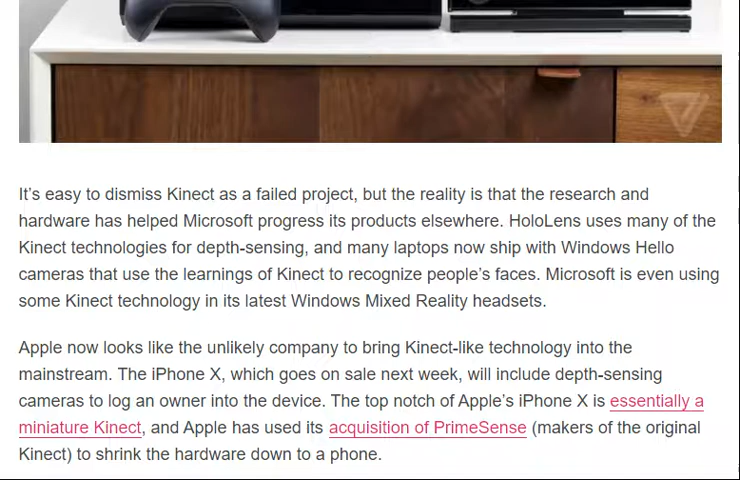 It’s easy to dismiss Kinect as a failed project, but the reality is that the research and
hardware has helped Microsoft progress its products elsewhere. HoloLens uses many of the
Kinect technologies for depth-sensing, and many laptops now ship with Windows Hello
cameras that use the learnings of Kinect to recognize people’s faces. Microsoft is even using
some Kinect technology in its latest Windows Mixed Reality headsets.
Apple now looks like the unlikely company to bring Kinect-like technology into the
mainstream. The iPhone X, which goes on sale next week, will include depth-sensing
cameras to log an owner into the device. The top notch of Apple’s iPhone X is essentially a
miniature Kinect, and Apple has used its acquisition of PrimeSense (makers of the original
Kinect) to shrink the hardware down to a phone.